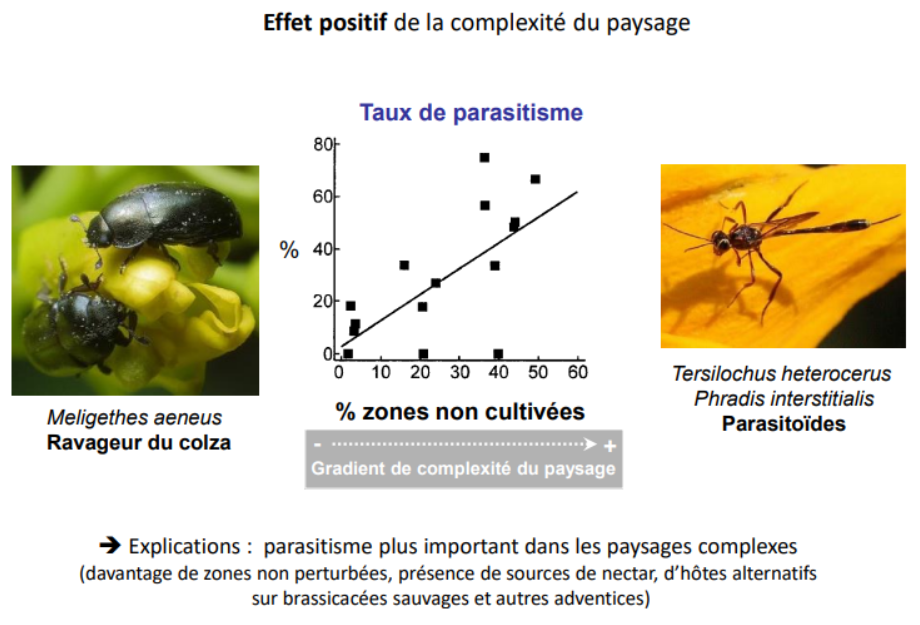 Effet positif de la complexité du paysage
Taux de parasitisme
80
60
40
20
0
%
0 10 20 30 40 50 60
% zones non cultivées
- +
Gradient de complexité du paysage
Meligethes aeneus
Ravageur du colza
Tersilochus heterocerus
Phradis interstitialis
Parasitoïdes
➔ Explications : parasitisme plus important dans les paysages complexes
(davantage de zones non perturbées, présence de sources de nectar, d’hôtes alternatifs
sur brassicacées sauvages et autres adventices)